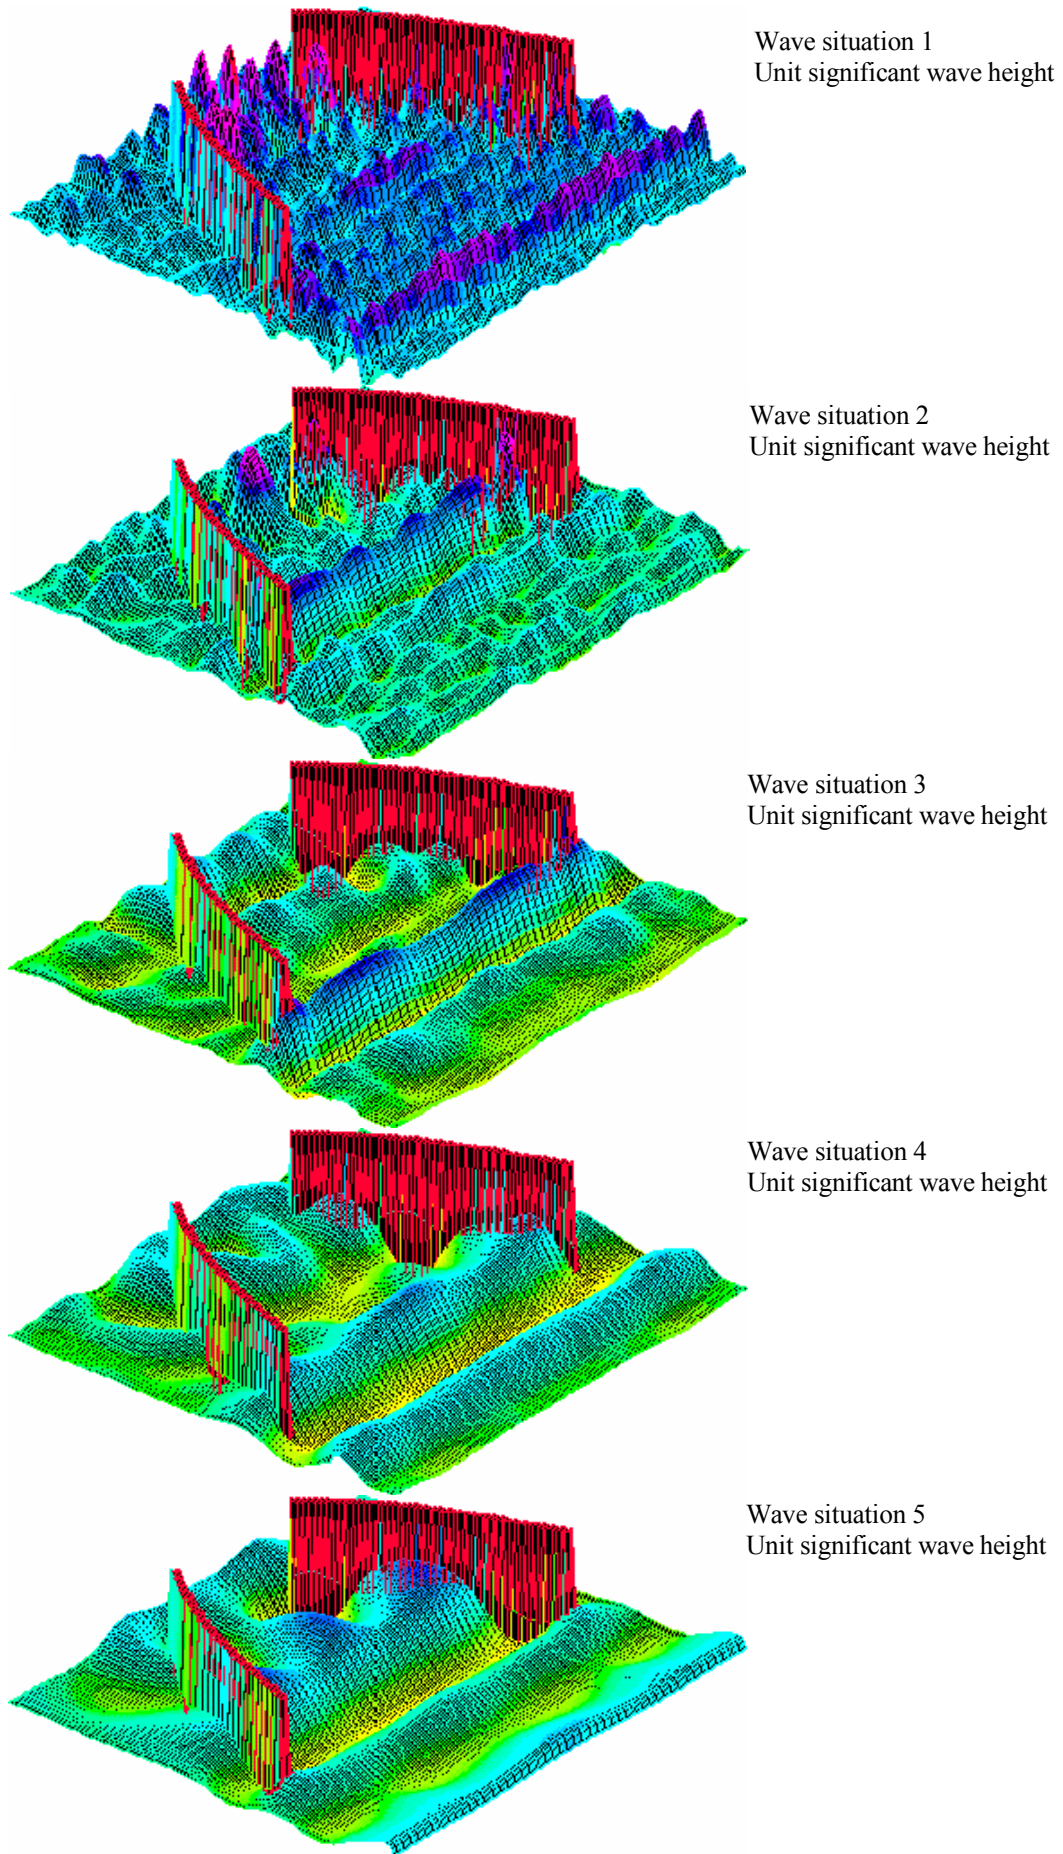 Wave situation 1
Unit significant wave height
Wave situation 2
Unit significant wave height
Wave situation 3
Unit significant wave height
Wave situation 4
Unit significant wave height
Wave situation 5
Unit significant wave height